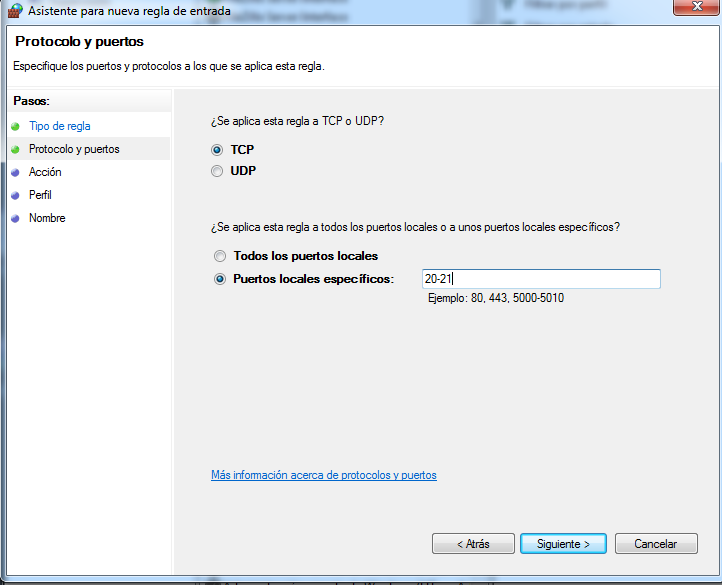 Asistente para nueva regla de entrada
Protocolo y puertos
Especifique los puertos y protocolos a los que se aplica esta regla.
Pasos:
Tipo de regla
Protocolo y puertos
Acción
Perfil
Nombre
¿Se aplica esta regla a TCP o UDP?
TCP
UDP
¿Se aplica esta regla a todos los puertos locales o a unos puertos locales específicos?
Todos los puertos locales
Puertos locales específicos: 20-21
Ejemplo: 80, 443, 5000-5010
Más información acerca de protocolos y puertos
< Atrás Siguiente > Cancelar